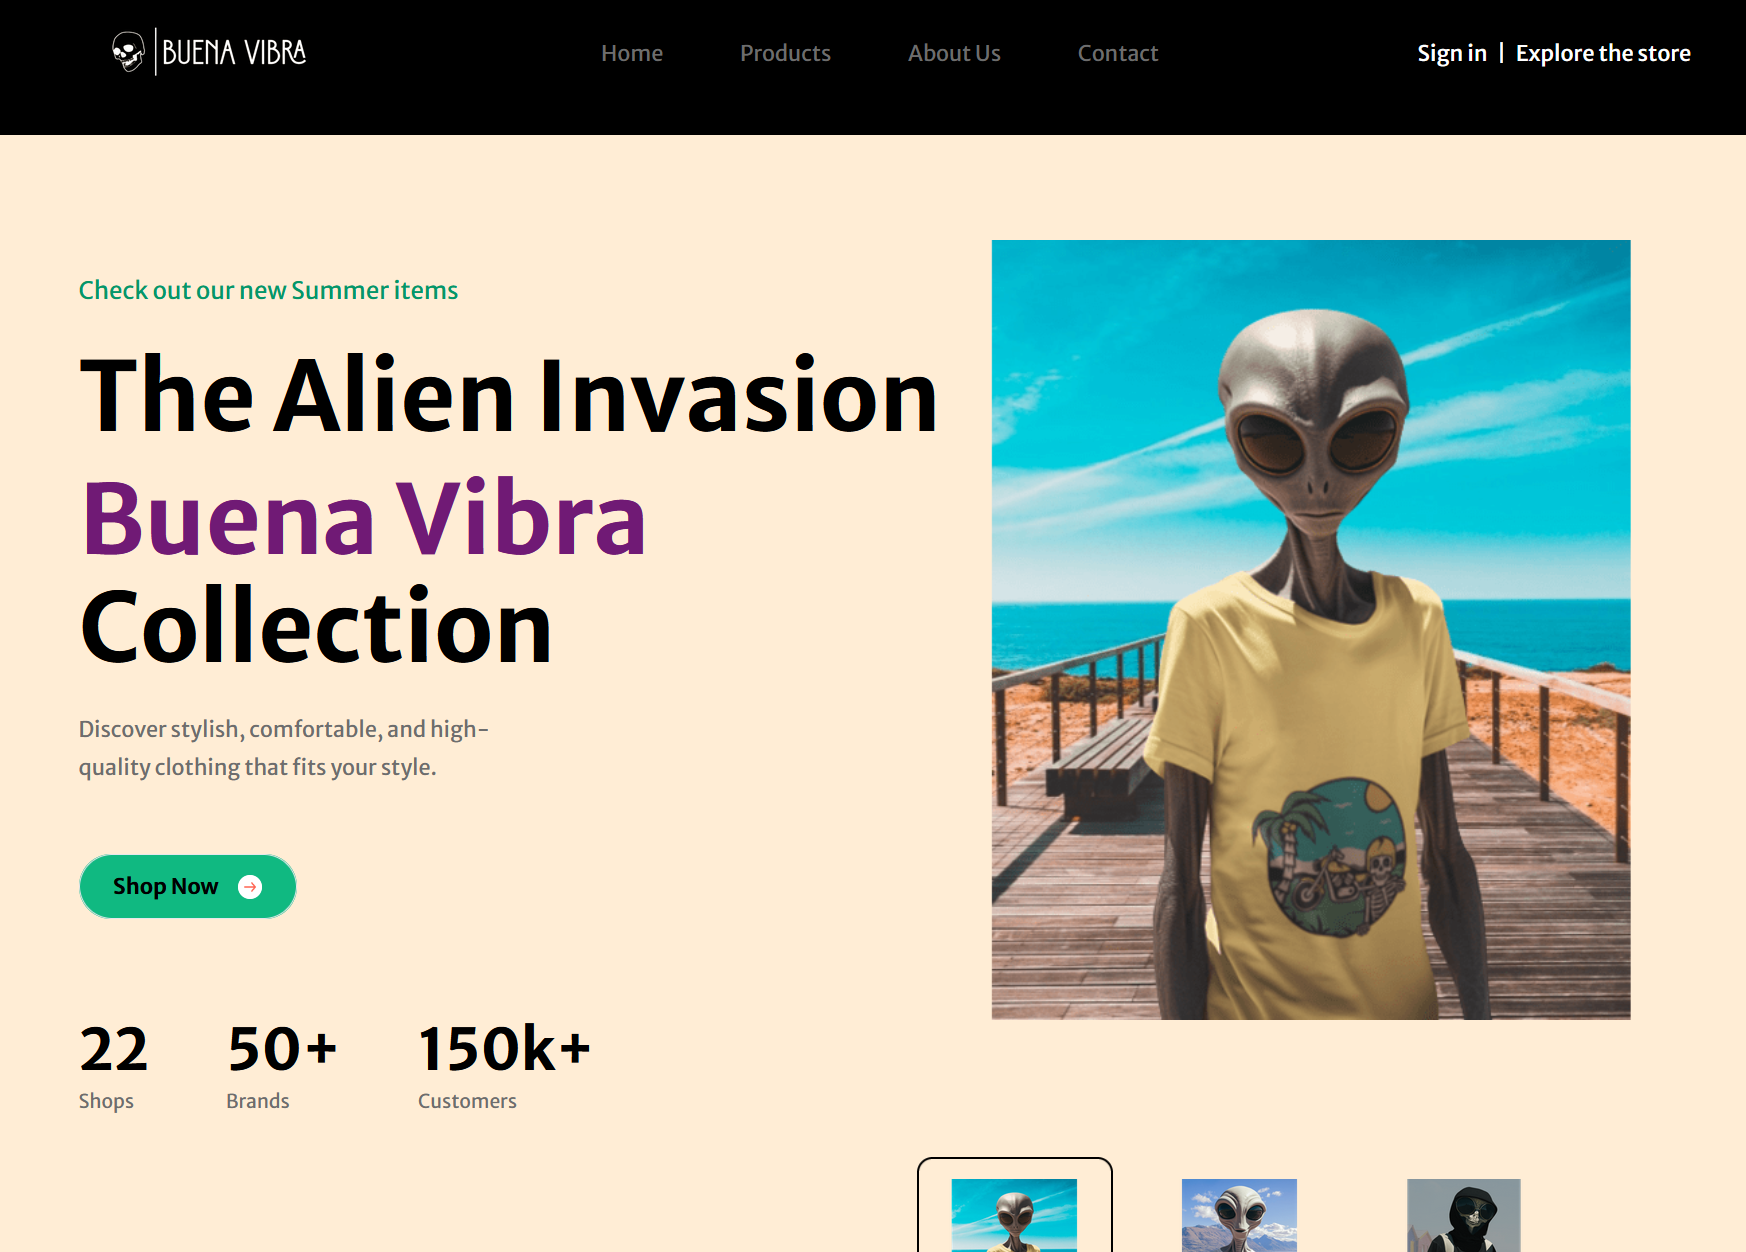 BUENA VIBRA
Home Products About Us Contact
Sign in | Explore the store
Check out our new Summer items
The Alien Invasion
Buena Vibra
Collection
Discover stylish, comfortable, and high-
quality clothing that fits your style.
Shop Now
22 50+ 150k+
Shops Brands Customers